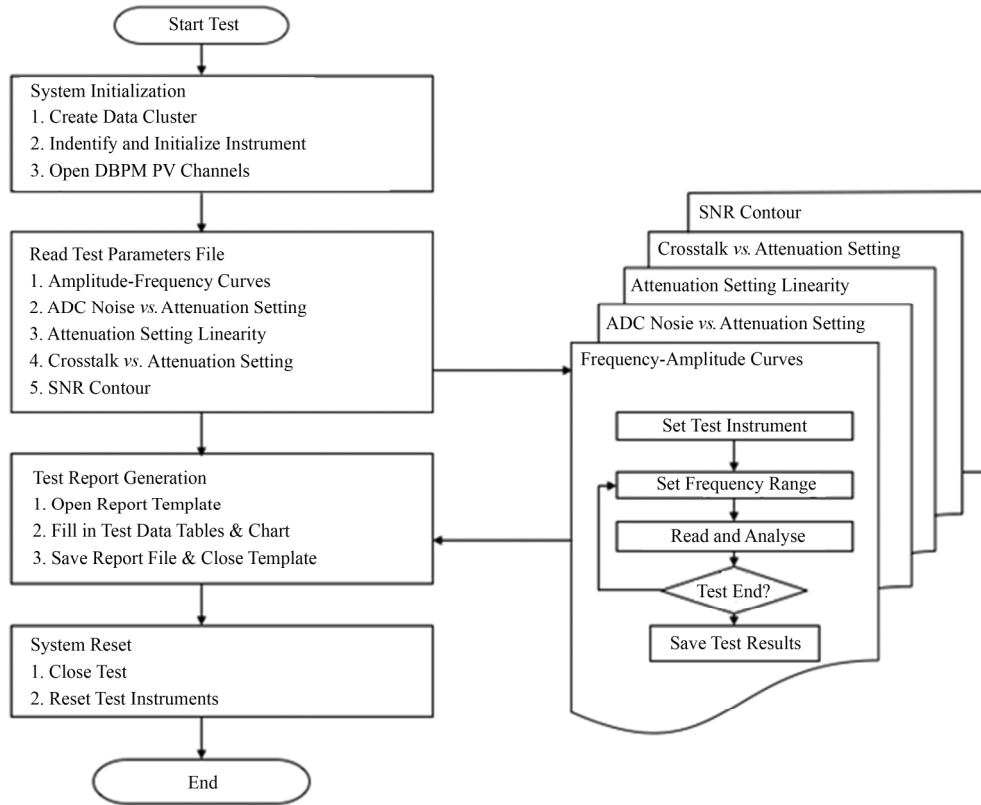 Start Test
System Initialization
1. Create Data Cluster
2. Indentify and Initialize Instrument
3. Open DBPM PV Channels
Read Test Parameters File
1. Amplitude-Frequency Curves
2. ADC Noise vs. Attenuation Setting
3. Attenuation Setting Linearity
4. Crosstalk vs. Attenuation Setting
5. SNR Contour
Test Report Generation
1. Open Report Template
2. Fill in Test Data Tables & Chart
3. Save Report File & Close Template
System Reset
1. Close Test
2. Reset Test Instruments
End
SNR Contour
Crosstalk vs. Attenuation Setting
Attenuation Setting Linearity
ADC Nosie vs. Attenuation Setting
Frequency-Amplitude Curves
Set Test Instrument
Set Frequency Range
Read and Analyse
Test End?
Save Test Results